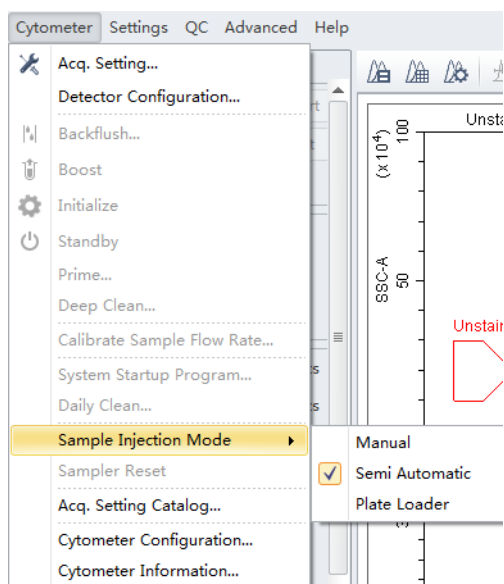 Cytometer Settings QC Advanced Help
Acq. Setting...
Detector Configuration...
Backflush...
Boost
Initialize
Standby
Prime...
Deep Clean...
Calibrate Sample Flow Rate...
System Startup Program...
Daily Clean...
Sample Injection Mode
Sampler Reset
Acq. Setting Catalog...
Cytometer Configuration...
Cytometer Information...
Manual
Semi Automatic
Plate Loader
Unsta
(x10⁴)
100
SSC-A
50
Unstain